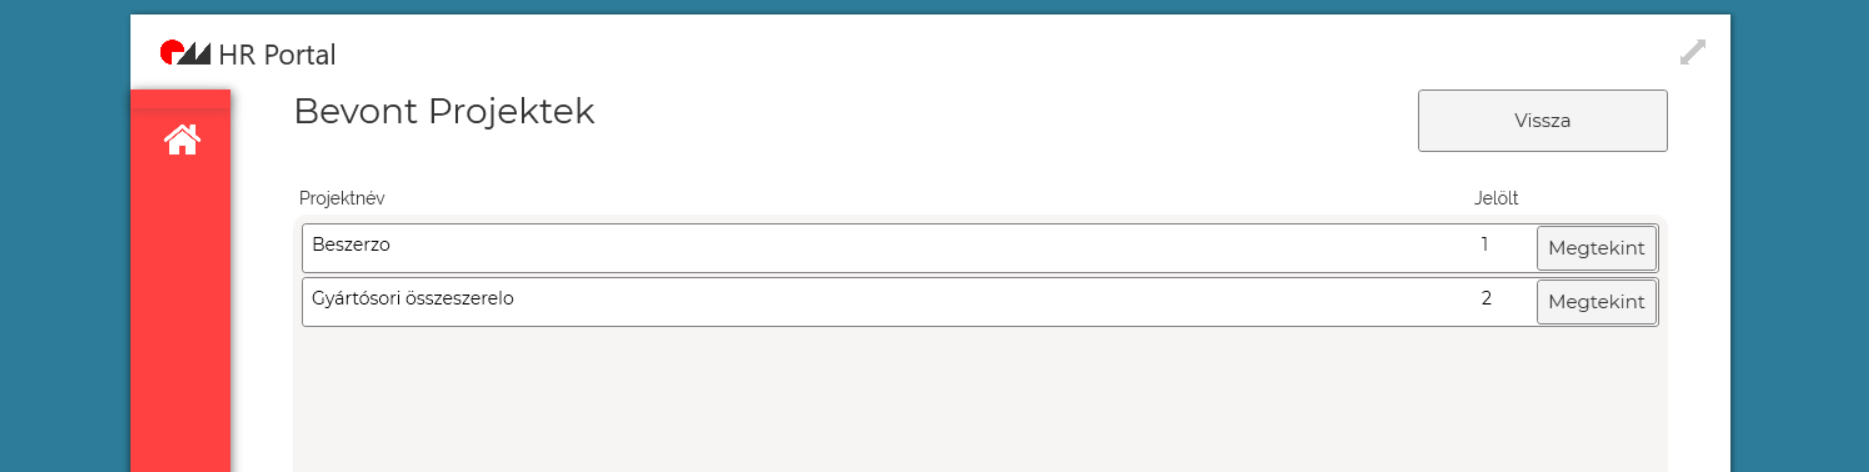 HR Portal
Bevont Projektek
Vissza
Projektnév Jelölt
Beszerzo 1 Megtekint
Gyártósori összeszerelo 2 Megtekint